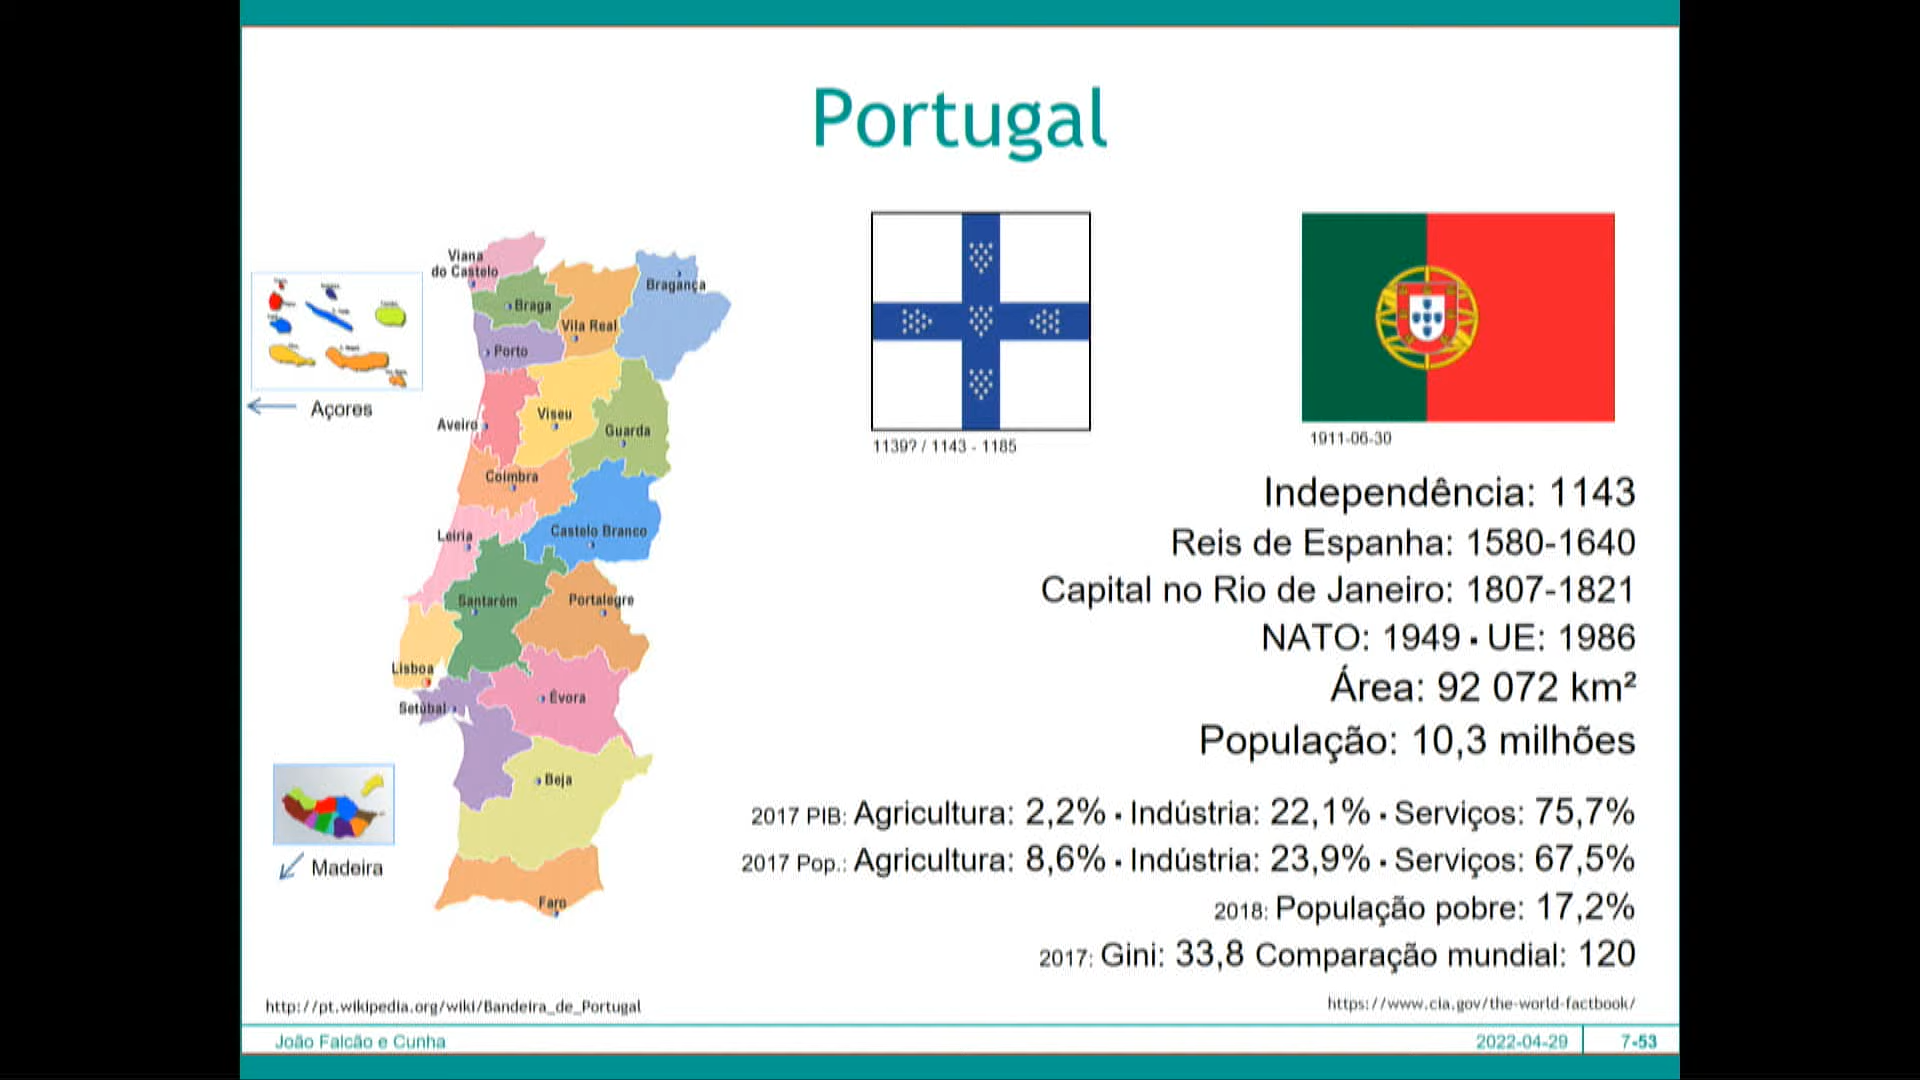 Portugal
Viana
do Castelo
Bragança
Braga
Vila Real
Porto
Açores
Viseu
Aveiro
Guarda
Coimbra
Leiria
Castelo Branco
Santarém
Portalegre
Lisboa
Évora
Setúbal
Beja
Madeira
Faro
1139? / 1143 - 1185
1911-06-30
Independência: 1143
Reis de Espanha: 1580-1640
Capital no Rio de Janeiro: 1807-1821
NATO: 1949 ▪ UE: 1986
Área: 92 072 km²
População: 10,3 milhões
2017 PIB: Agricultura: 2,2% ▪ Indústria: 22,1% ▪ Serviços: 75,7%
2017 Pop.: Agricultura: 8,6% ▪ Indústria: 23,9% ▪ Serviços: 67,5%
2018: População pobre: 17,2%
2017: Gini: 33,8 Comparação mundial: 120
http://pt.wikipedia.org/wiki/Bandeira_de_Portugal
https://www.cia.gov/the-world-factbook/
João Falcão e Cunha
2022-04-29
7-53